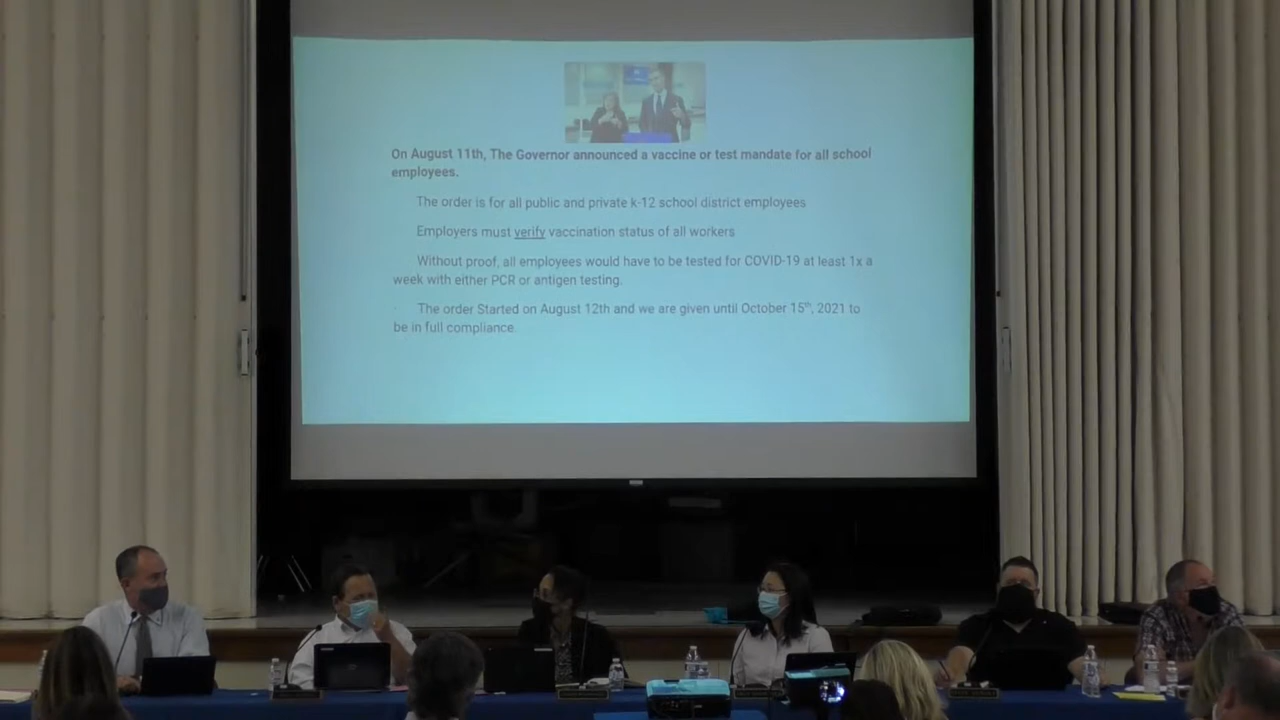 On August 11th, The Governor announced a vaccine or test mandate for all school
employees.
The order is for all public and private k-12 school district employees
Employers must verify vaccination status of all workers
Without proof, all employees would have to be tested for COVID-19 at least 1x a
week with either PCR or antigen testing.
The order Started on August 12th and we are given until October 15th, 2021 to
be in full compliance.